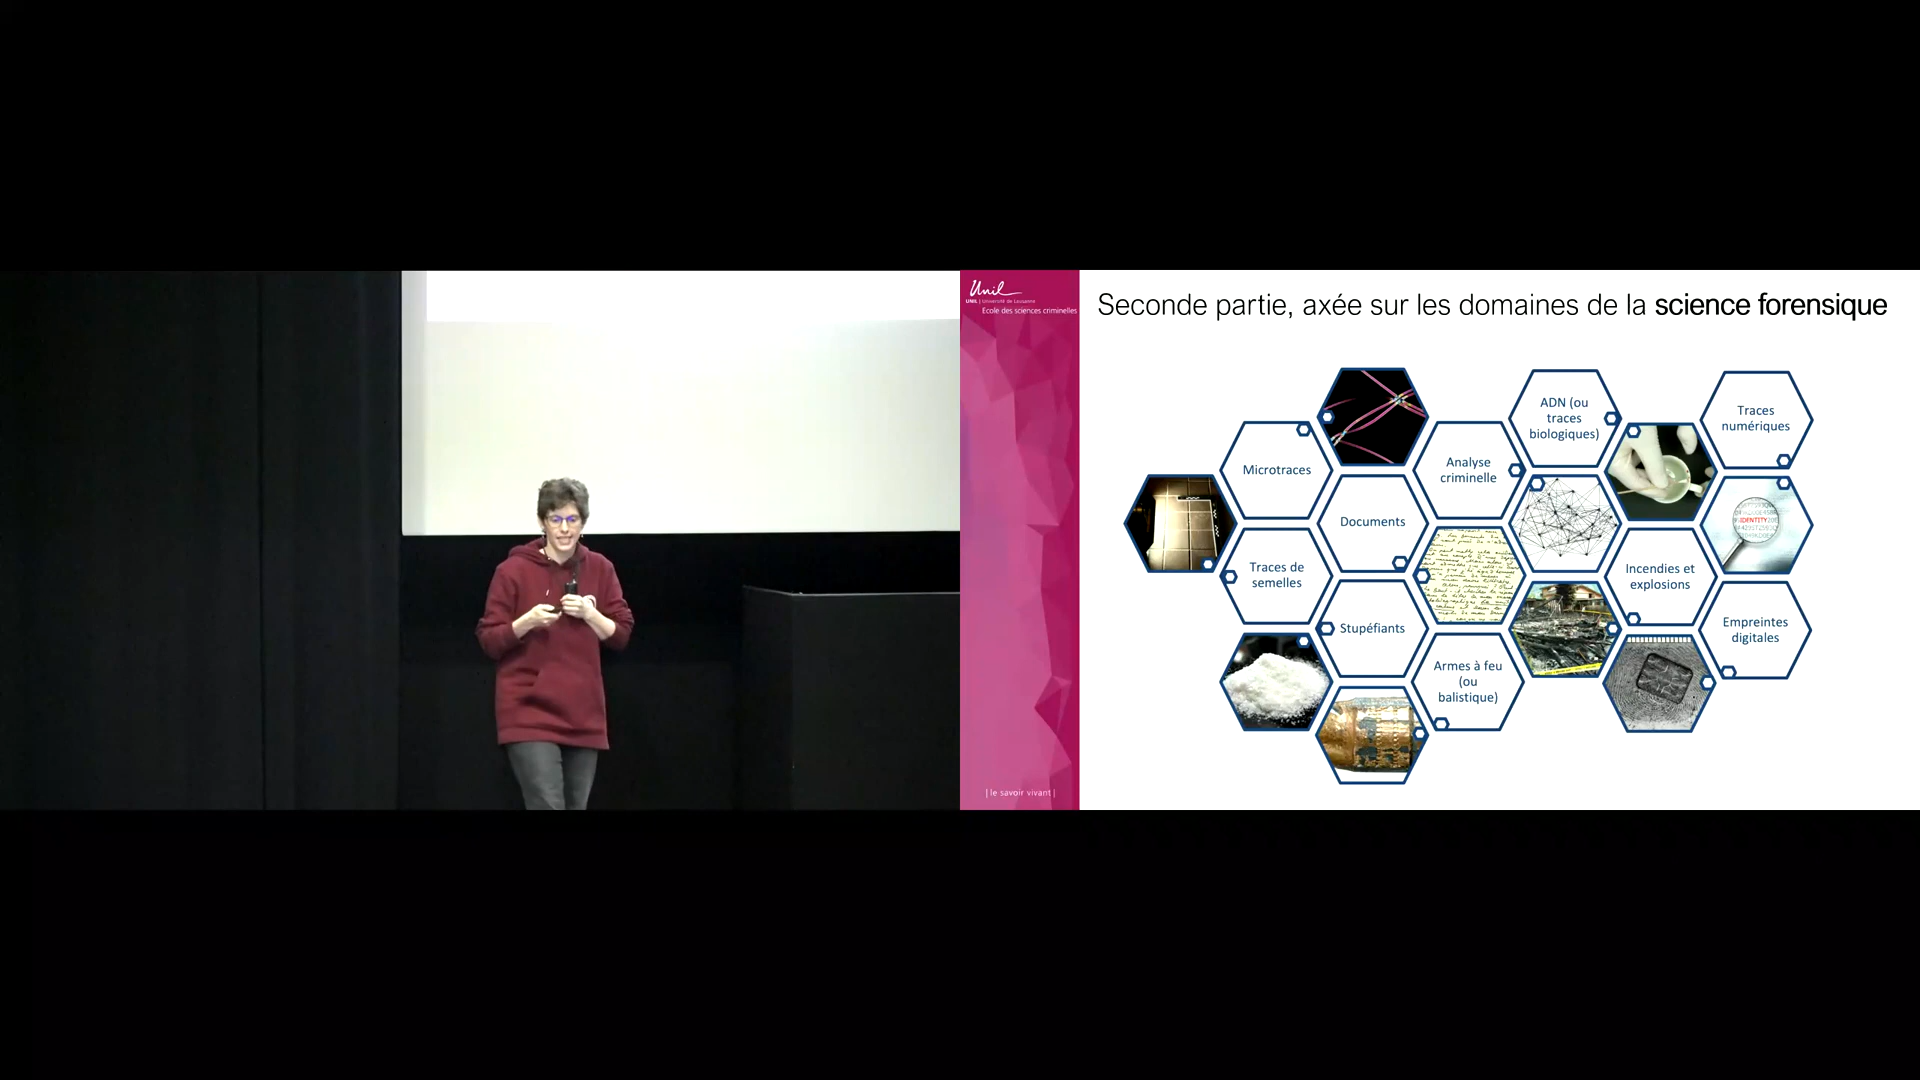 Unil
UNIL | Université de Lausanne
Ecole des sciences criminelles
Seconde partie, axée sur les domaines de la science forensique
ADN (ou
traces
biologiques)
Traces
numériques
Microtraces
Analyse
criminelle
Documents
IDENTITY
Traces de
semelles
Incendies et
explosions
Stupéfiants
Empreintes
digitales
Armes à feu
(ou
balistique)
| le savoir vivant |